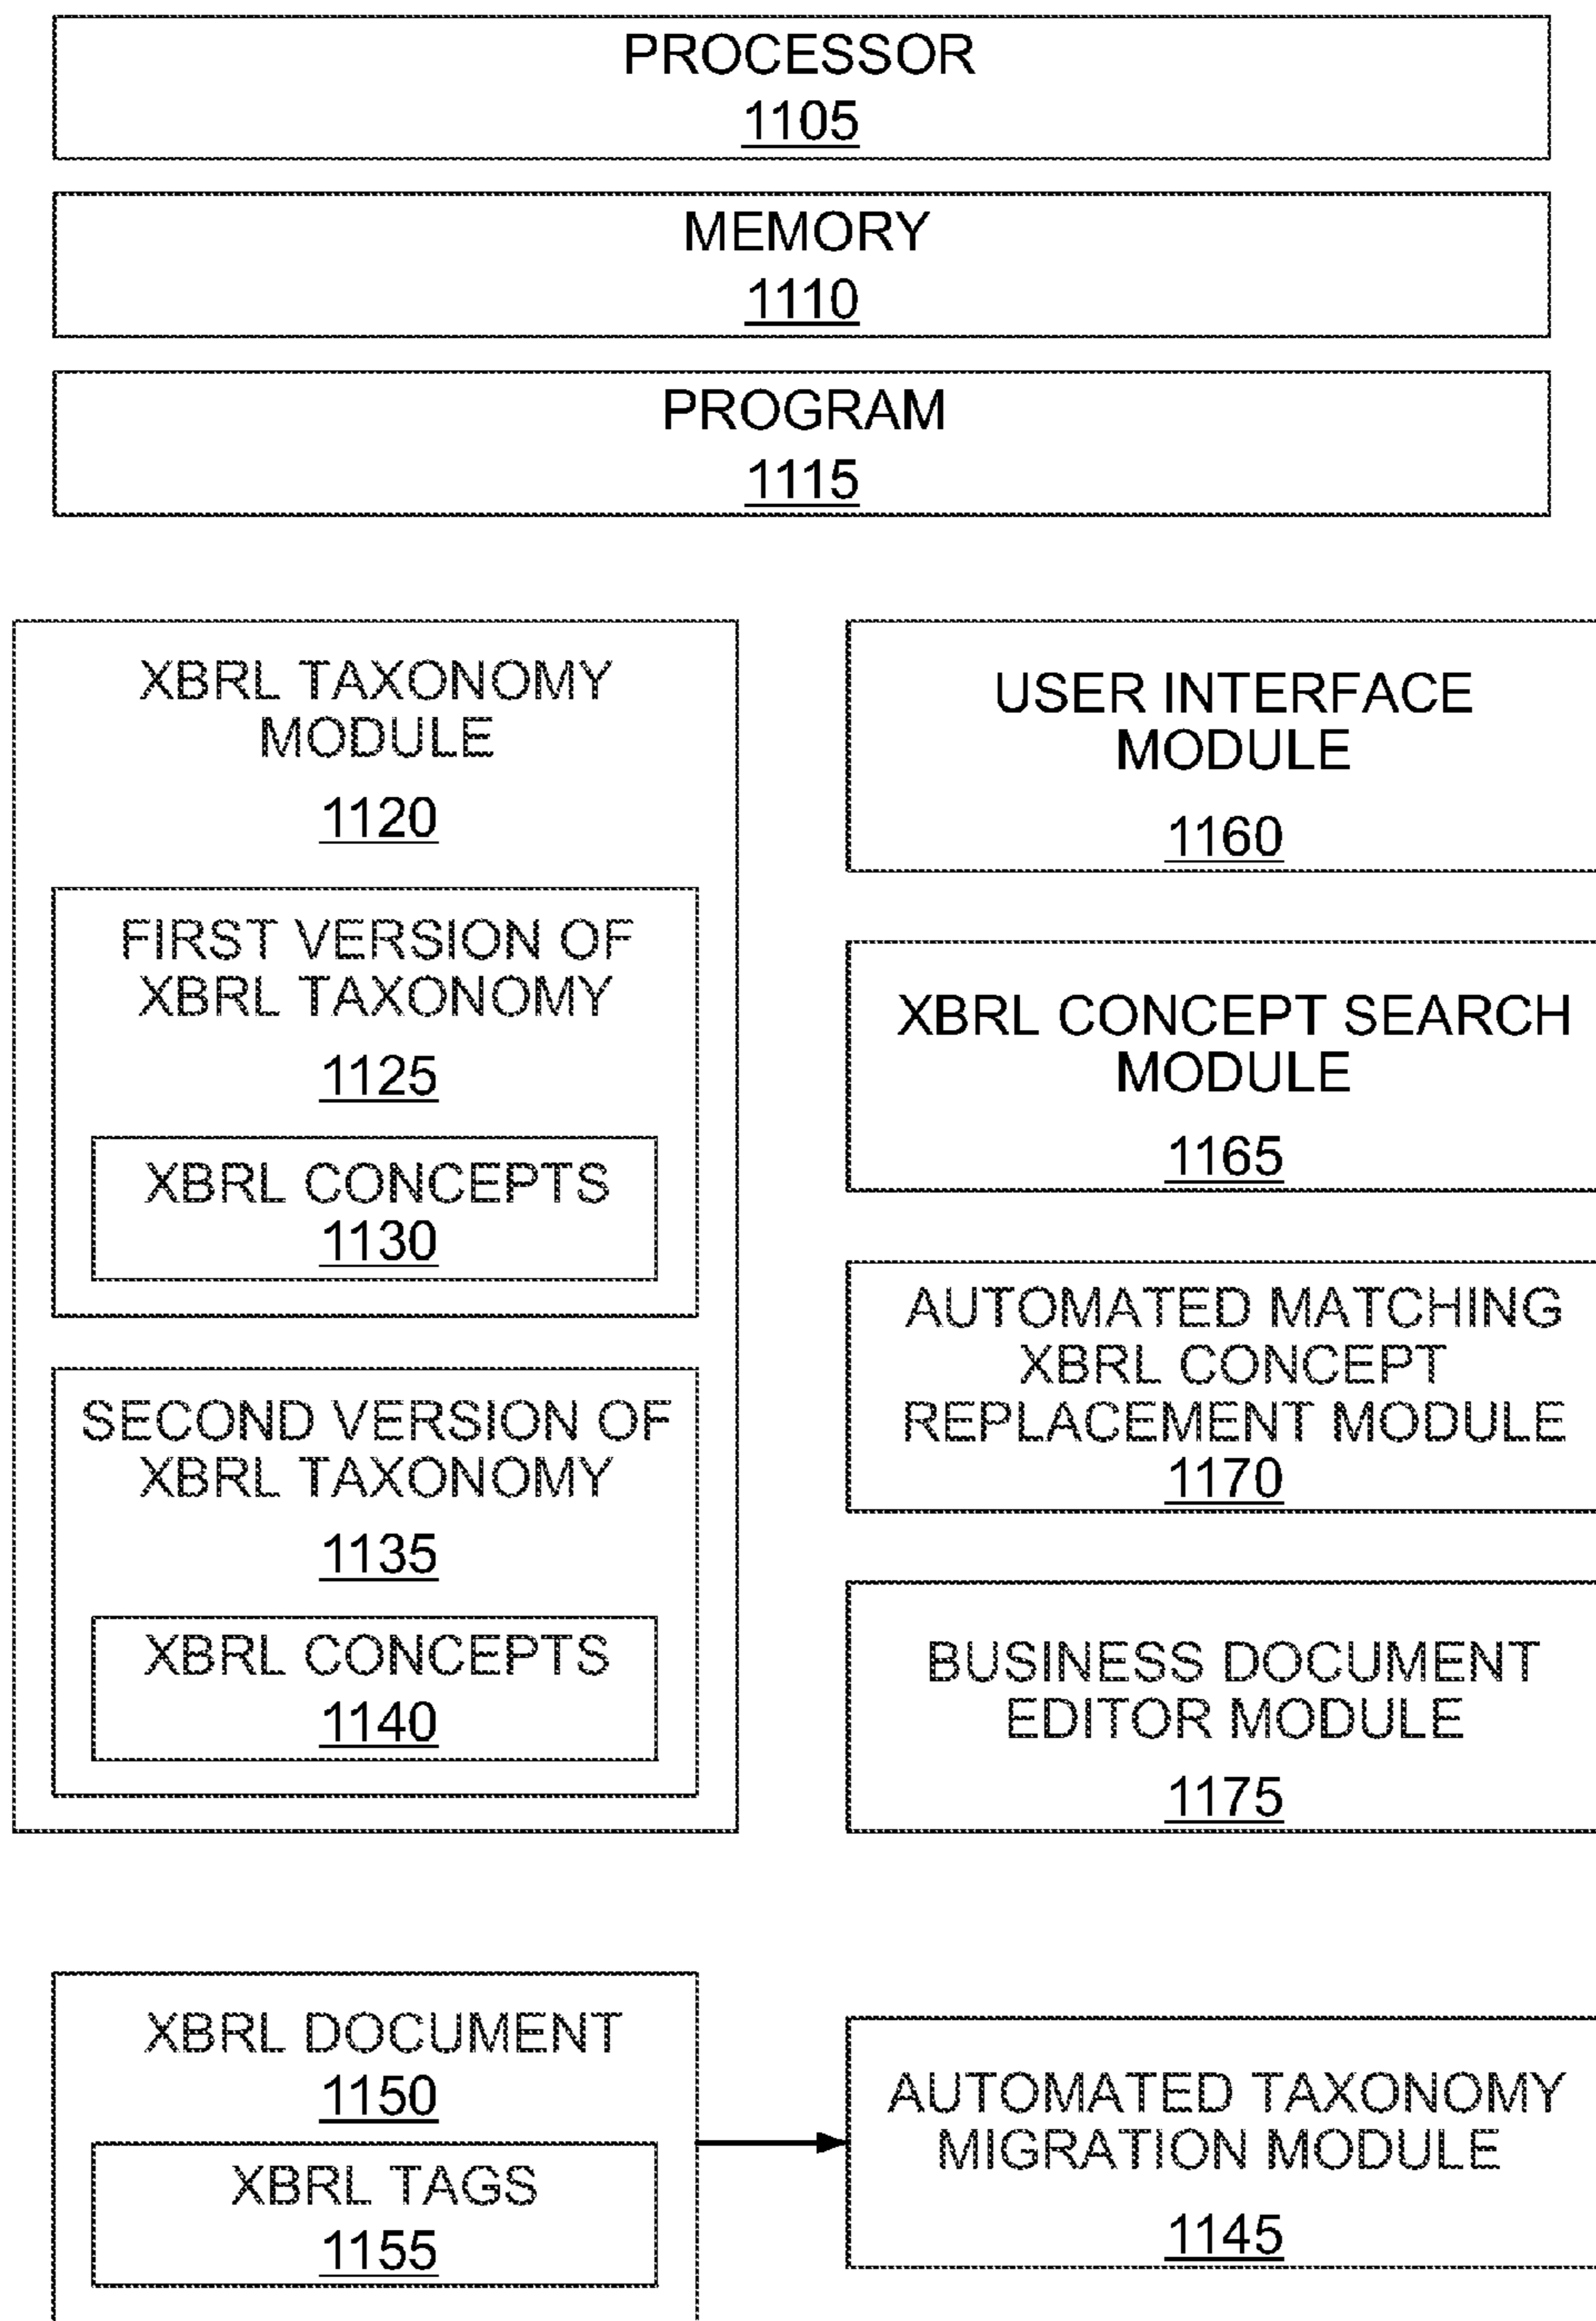 PROCESSOR
1105
MEMORY
1110
PROGRAM
1115
XBRL TAXONOMY
MODULE
1120
FIRST VERSION OF
XBRL TAXONOMY
1125
XBRL CONCEPTS
1130
SECOND VERSION OF
XBRL TAXONOMY
1135
XBRL CONCEPTS
1140
USER INTERFACE
MODULE
1160
XBRL CONCEPT SEARCH
MODULE
1165
AUTOMATED MATCHING
XBRL CONCEPT
REPLACEMENT MODULE
1170
BUSINESS DOCUMENT
EDITOR MODULE
1175
XBRL DOCUMENT
1150
XBRL TAGS
1155
AUTOMATED TAXONOMY
MIGRATION MODULE
1145